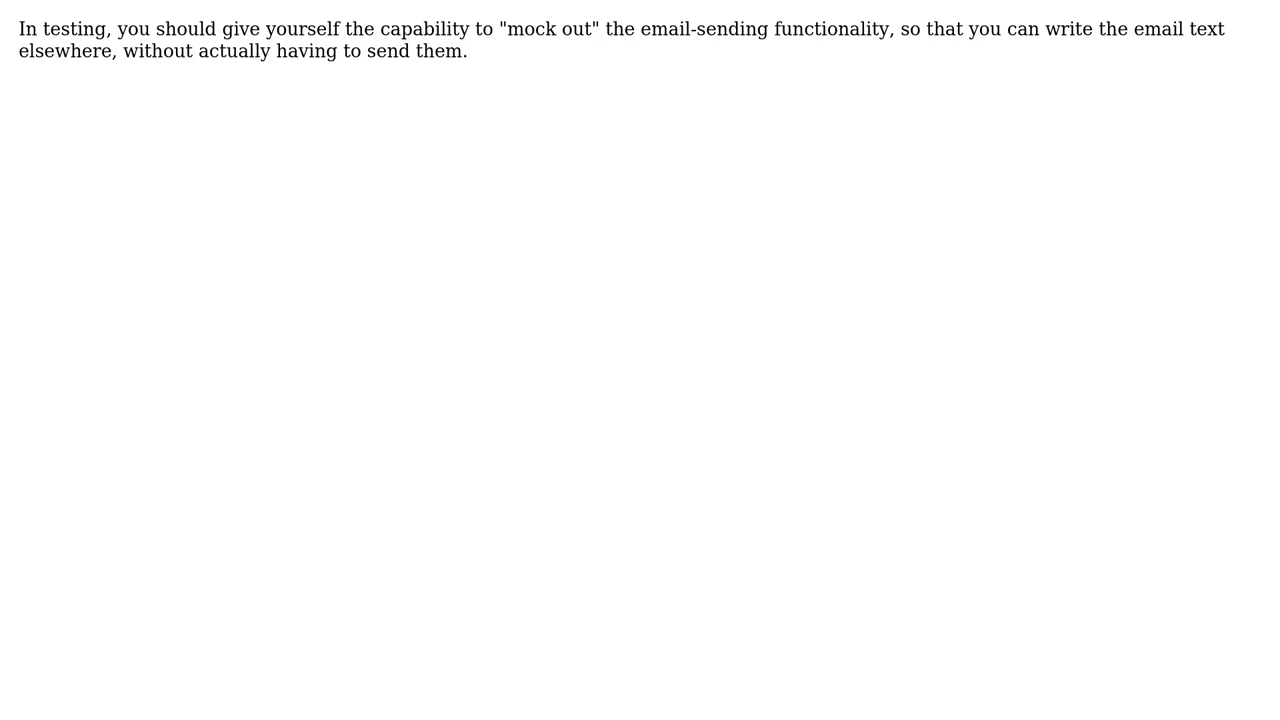 In testing, you should give yourself the capability to "mock out" the email-sending functionality, so that you can write the email text
elsewhere, without actually having to send them.